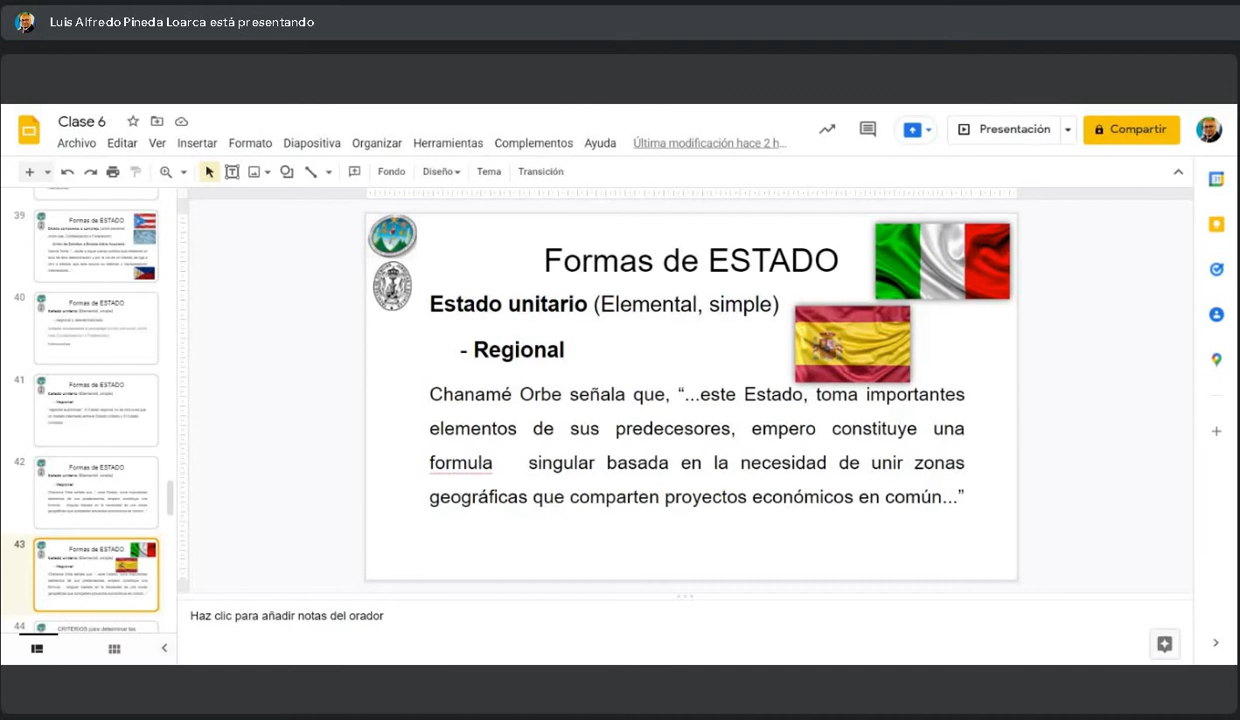 Luis Alfredo Pineda Loarca está presentando
Clase 6
Archivo Editar Ver Insertar Formato Diapositiva Organizar Herramientas Complementos Ayuda Última modificación hace 2 h…
Presentación
Compartir
Fondo Diseño Tema Transición
39
Formas de ESTADO
40
Formas de ESTADO
41
Formas de ESTADO
42
Formas de ESTADO
43
Formas de ESTADO
44
CRITERIOS para determinar las
Formas de ESTADO
Estado unitario (Elemental, simple)
- Regional
Chanamé Orbe señala que, “...este Estado, toma importantes
elementos de sus predecesores, empero constituye una
formula singular basada en la necesidad de unir zonas
geográficas que comparten proyectos económicos en común...”
Haz clic para añadir notas del orador